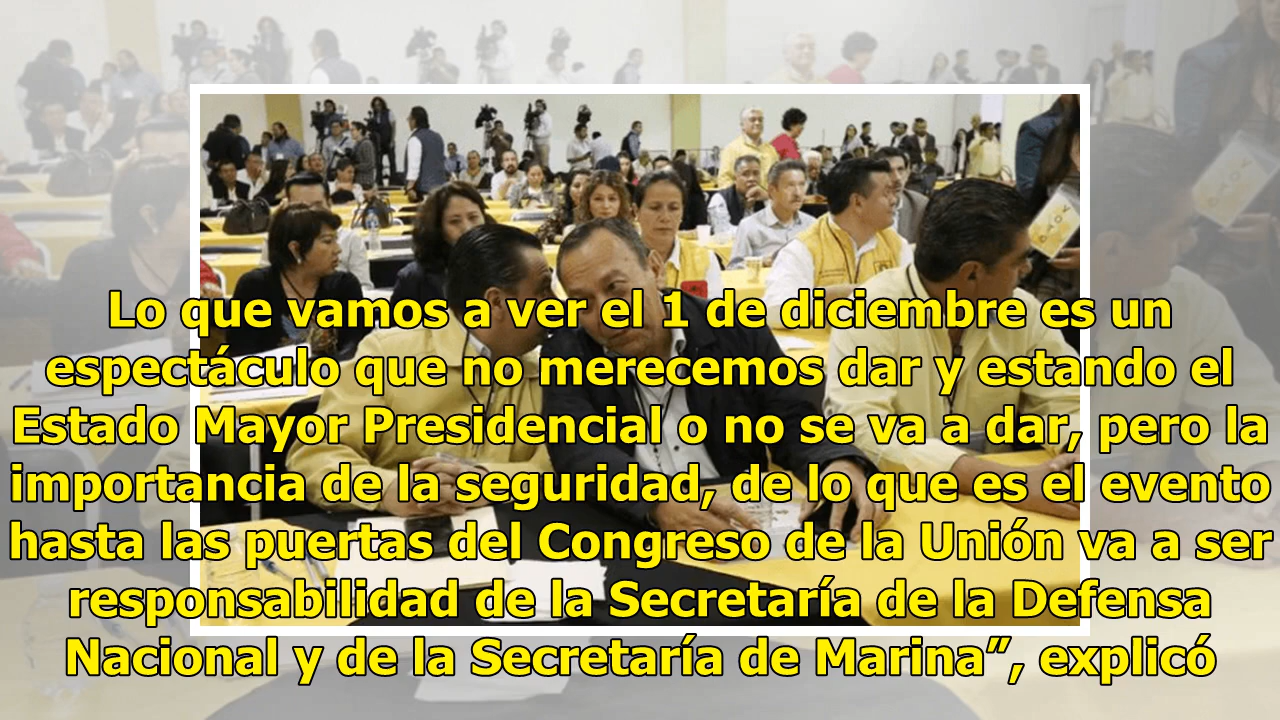 Lo que vamos a ver el 1 de diciembre es un
espectáculo que no merecemos dar y estando el
Estado Mayor Presidencial o no se va a dar, pero la
importancia de la seguridad, de lo que es el evento
hasta las puertas del Congreso de la Unión va a ser
responsabilidad de la Secretaría de la Defensa
Nacional y de la Secretaría de Marina”, explicó